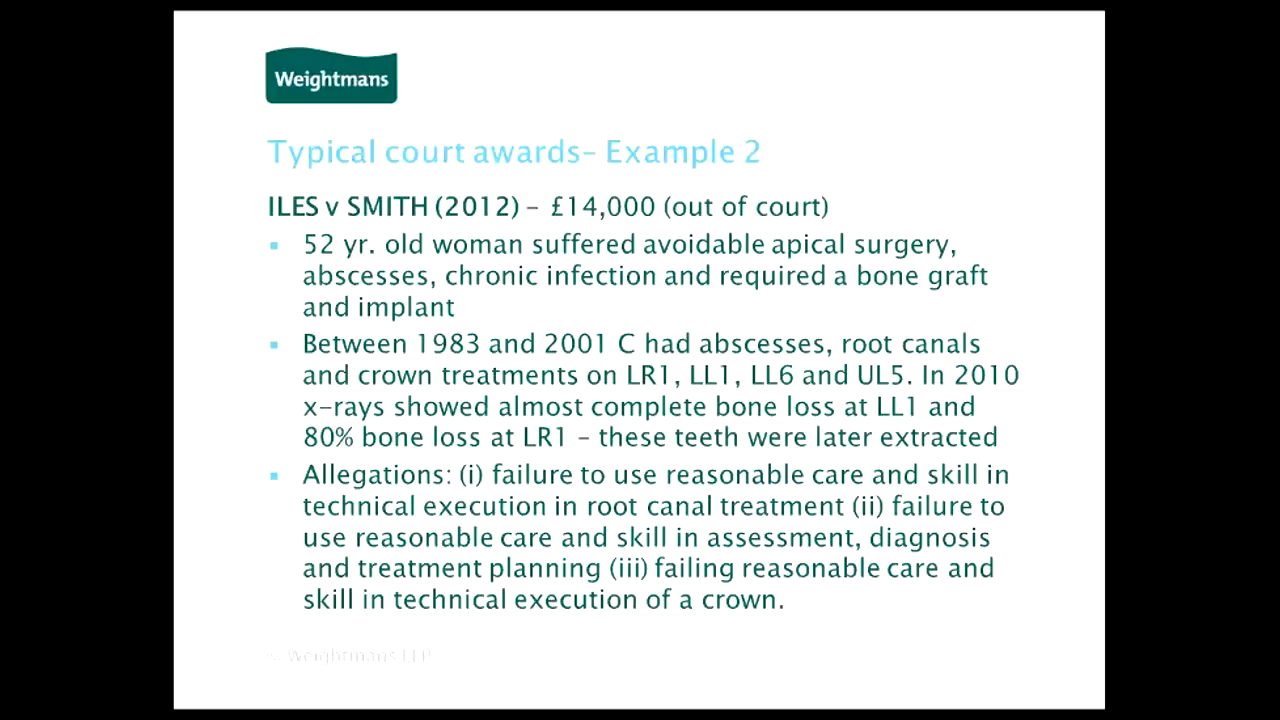 Weightmans
Typical court awards– Example 2
ILES v SMITH (2012) – £14,000 (out of court)
▪ 52 yr. old woman suffered avoidable apical surgery,
abscesses, chronic infection and required a bone graft
and implant
▪ Between 1983 and 2001 C had abscesses, root canals
and crown treatments on LR1, LL1, LL6 and UL5. In 2010
x-rays showed almost complete bone loss at LL1 and
80% bone loss at LR1 – these teeth were later extracted
▪ Allegations: (i) failure to use reasonable care and skill in
technical execution in root canal treatment (ii) failure to
use reasonable care and skill in assessment, diagnosis
and treatment planning (iii) failing reasonable care and
skill in technical execution of a crown.
Weightmans LLP